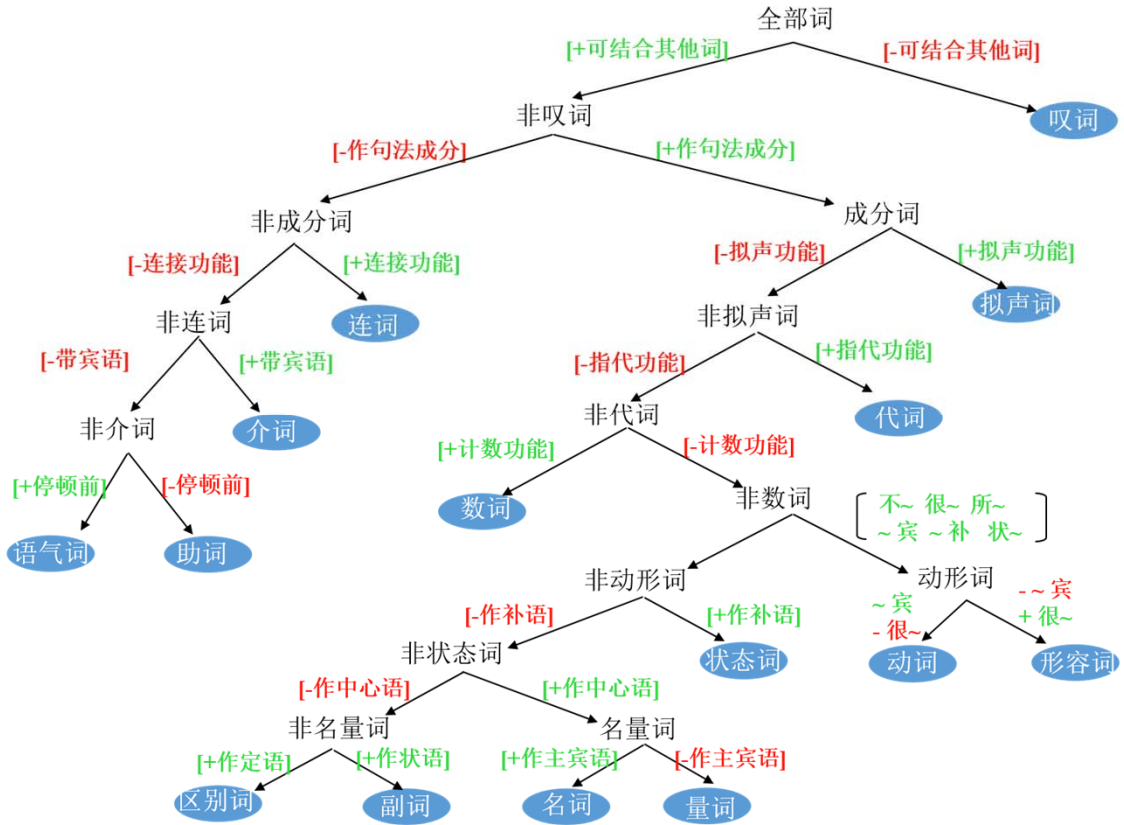 全部词
[+可结合其他词]
[-可结合其他词]
非叹词
叹词
[-作句法成分]
[+作句法成分]
非成分词
成分词
[-连接功能]
[+连接功能]
[-拟声功能]
[+拟声功能]
非连词
连词
非拟声词
拟声词
[-带宾语]
[+带宾语]
[-指代功能]
[+指代功能]
非介词
介词
非代词
代词
[+停顿前]
[-停顿前]
[+计数功能]
[-计数功能]
语气词
助词
数词
非数词
不~ 很~ 所~
~宾 ~补 状~
非动形词
动形词
[-作补语]
[+作补语]
~宾
-很~
-~宾
+很~
非状态词
状态词
动词
形容词
[-作中心语]
[+作中心语]
非名量词
名量词
[+作定语]
[+作状语]
[+作主宾语]
[-作主宾语]
区别词
副词
名词
量词